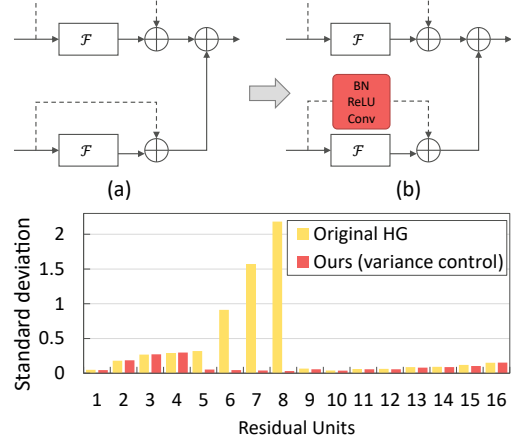 ℱ
ℱ
BN
ReLU
Conv
ℱ
ℱ
(a)
(b)
Standard deviation
2
1.5
1
0.5
0
Original HG
Ours (variance control)
1 2 3 4 5 6 7 8 9 10 11 12 13 14 15 16
Residual Units